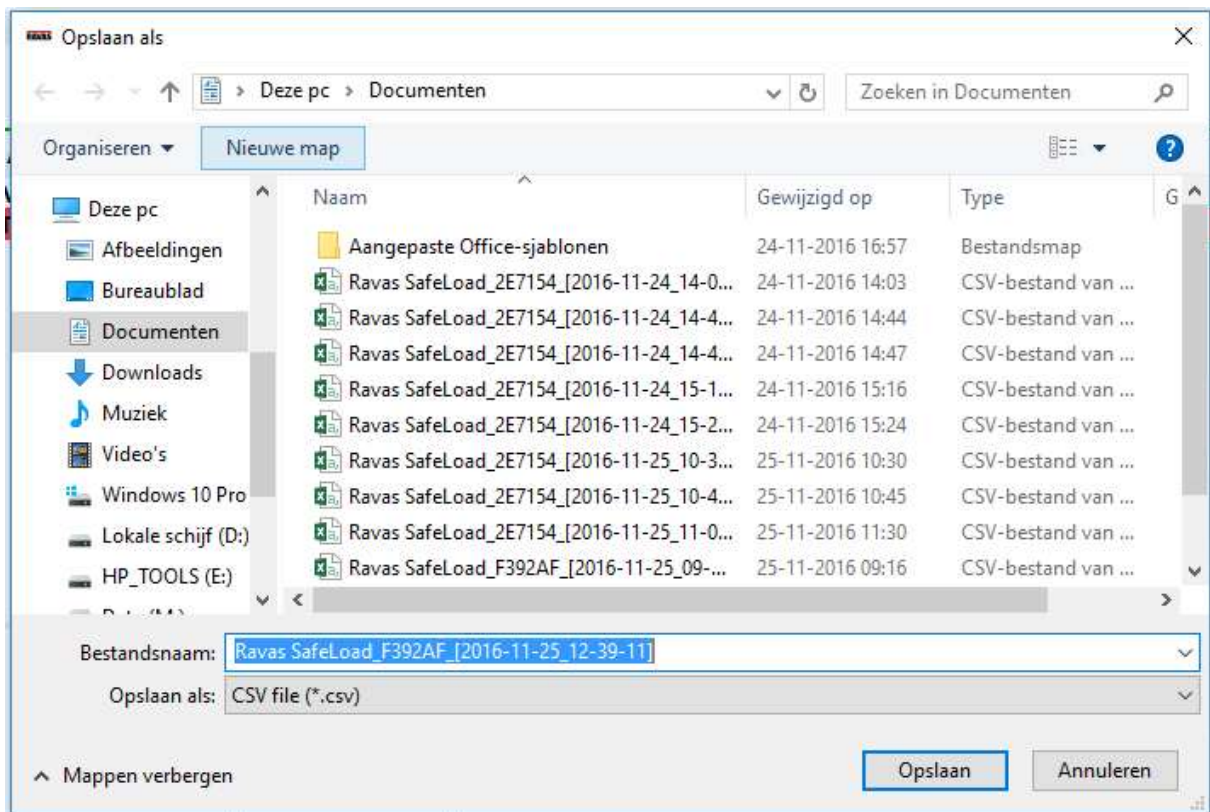 RAVAS Opslaan als
Deze pc > Documenten
Zoeken in Documenten
Organiseren
Nieuwe map
Naam
Gewijzigd op
Type
G
Deze pc
Afbeeldingen
Bureaublad
Documenten
Downloads
Muziek
Video's
Windows 10 Pro
Lokale schijf (D:)
HP_TOOLS (E:)
Aangepaste Office-sjablonen 24-11-2016 16:57 Bestandsmap
Ravas SafeLoad_2E7154_[2016-11-24_14-0... 24-11-2016 14:03 CSV-bestand van ...
Ravas SafeLoad_2E7154_[2016-11-24_14-4... 24-11-2016 14:44 CSV-bestand van ...
Ravas SafeLoad_2E7154_[2016-11-24_14-4... 24-11-2016 14:47 CSV-bestand van ...
Ravas SafeLoad_2E7154_[2016-11-24_15-1... 24-11-2016 15:16 CSV-bestand van ...
Ravas SafeLoad_2E7154_[2016-11-24_15-2... 24-11-2016 15:24 CSV-bestand van ...
Ravas SafeLoad_2E7154_[2016-11-25_10-3... 25-11-2016 10:30 CSV-bestand van ...
Ravas SafeLoad_2E7154_[2016-11-25_10-4... 25-11-2016 10:45 CSV-bestand van ...
Ravas SafeLoad_2E7154_[2016-11-25_11-0... 25-11-2016 11:30 CSV-bestand van ...
Ravas SafeLoad_F392AF_[2016-11-25_09-... 25-11-2016 09:16 CSV-bestand van ...
Bestandsnaam: Ravas SafeLoad_F392AF_[2016-11-25_12-39-11]
Opslaan als: CSV file (*.csv)
Mappen verbergen
Opslaan
Annuleren